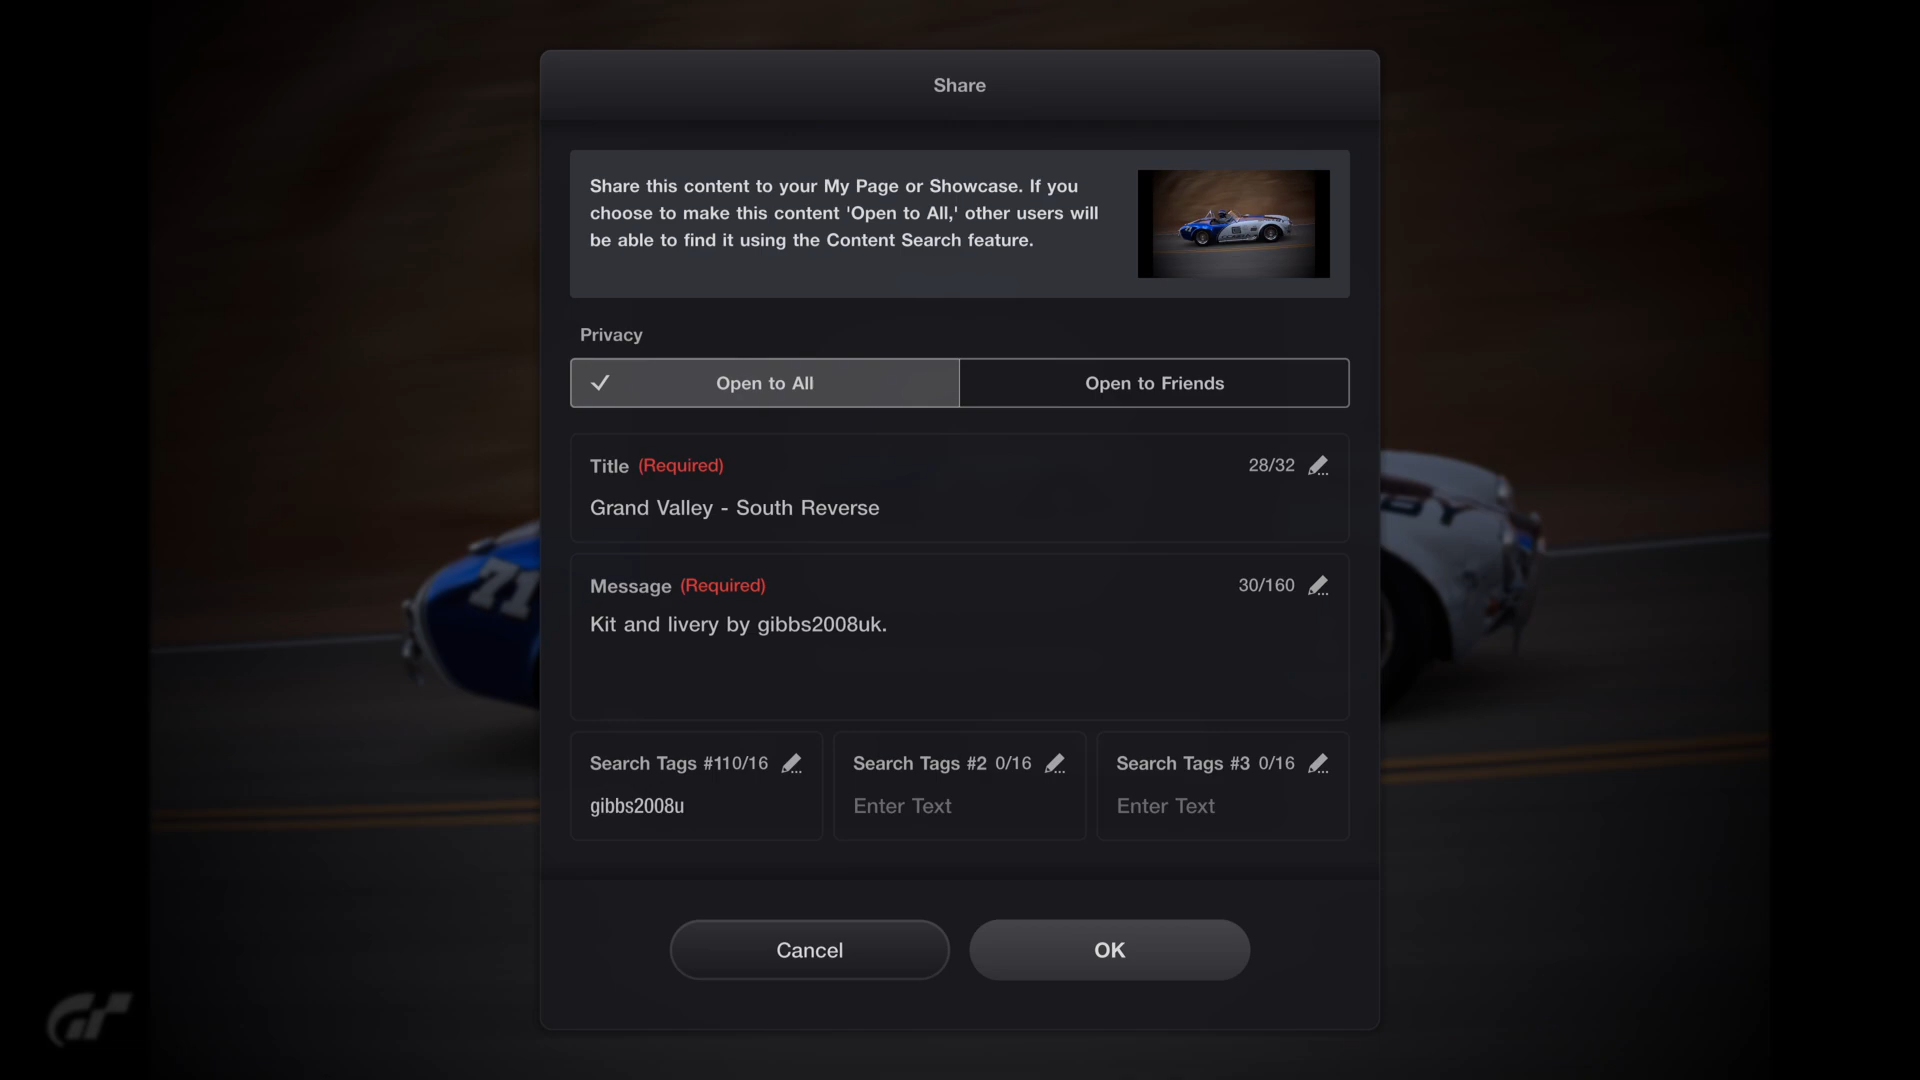 Share
Share this content to your My Page or Showcase. If you
choose to make this content 'Open to All,' other users will
be able to find it using the Content Search feature.
Privacy
Open to All
Open to Friends
Title (Required) 28/32
Grand Valley - South Reverse
Message (Required) 30/160
Kit and livery by gibbs2008uk.
Search Tags #1 10/16
gibbs2008u
Search Tags #2 0/16
Enter Text
Search Tags #3 0/16
Enter Text
Cancel
OK
71
GT